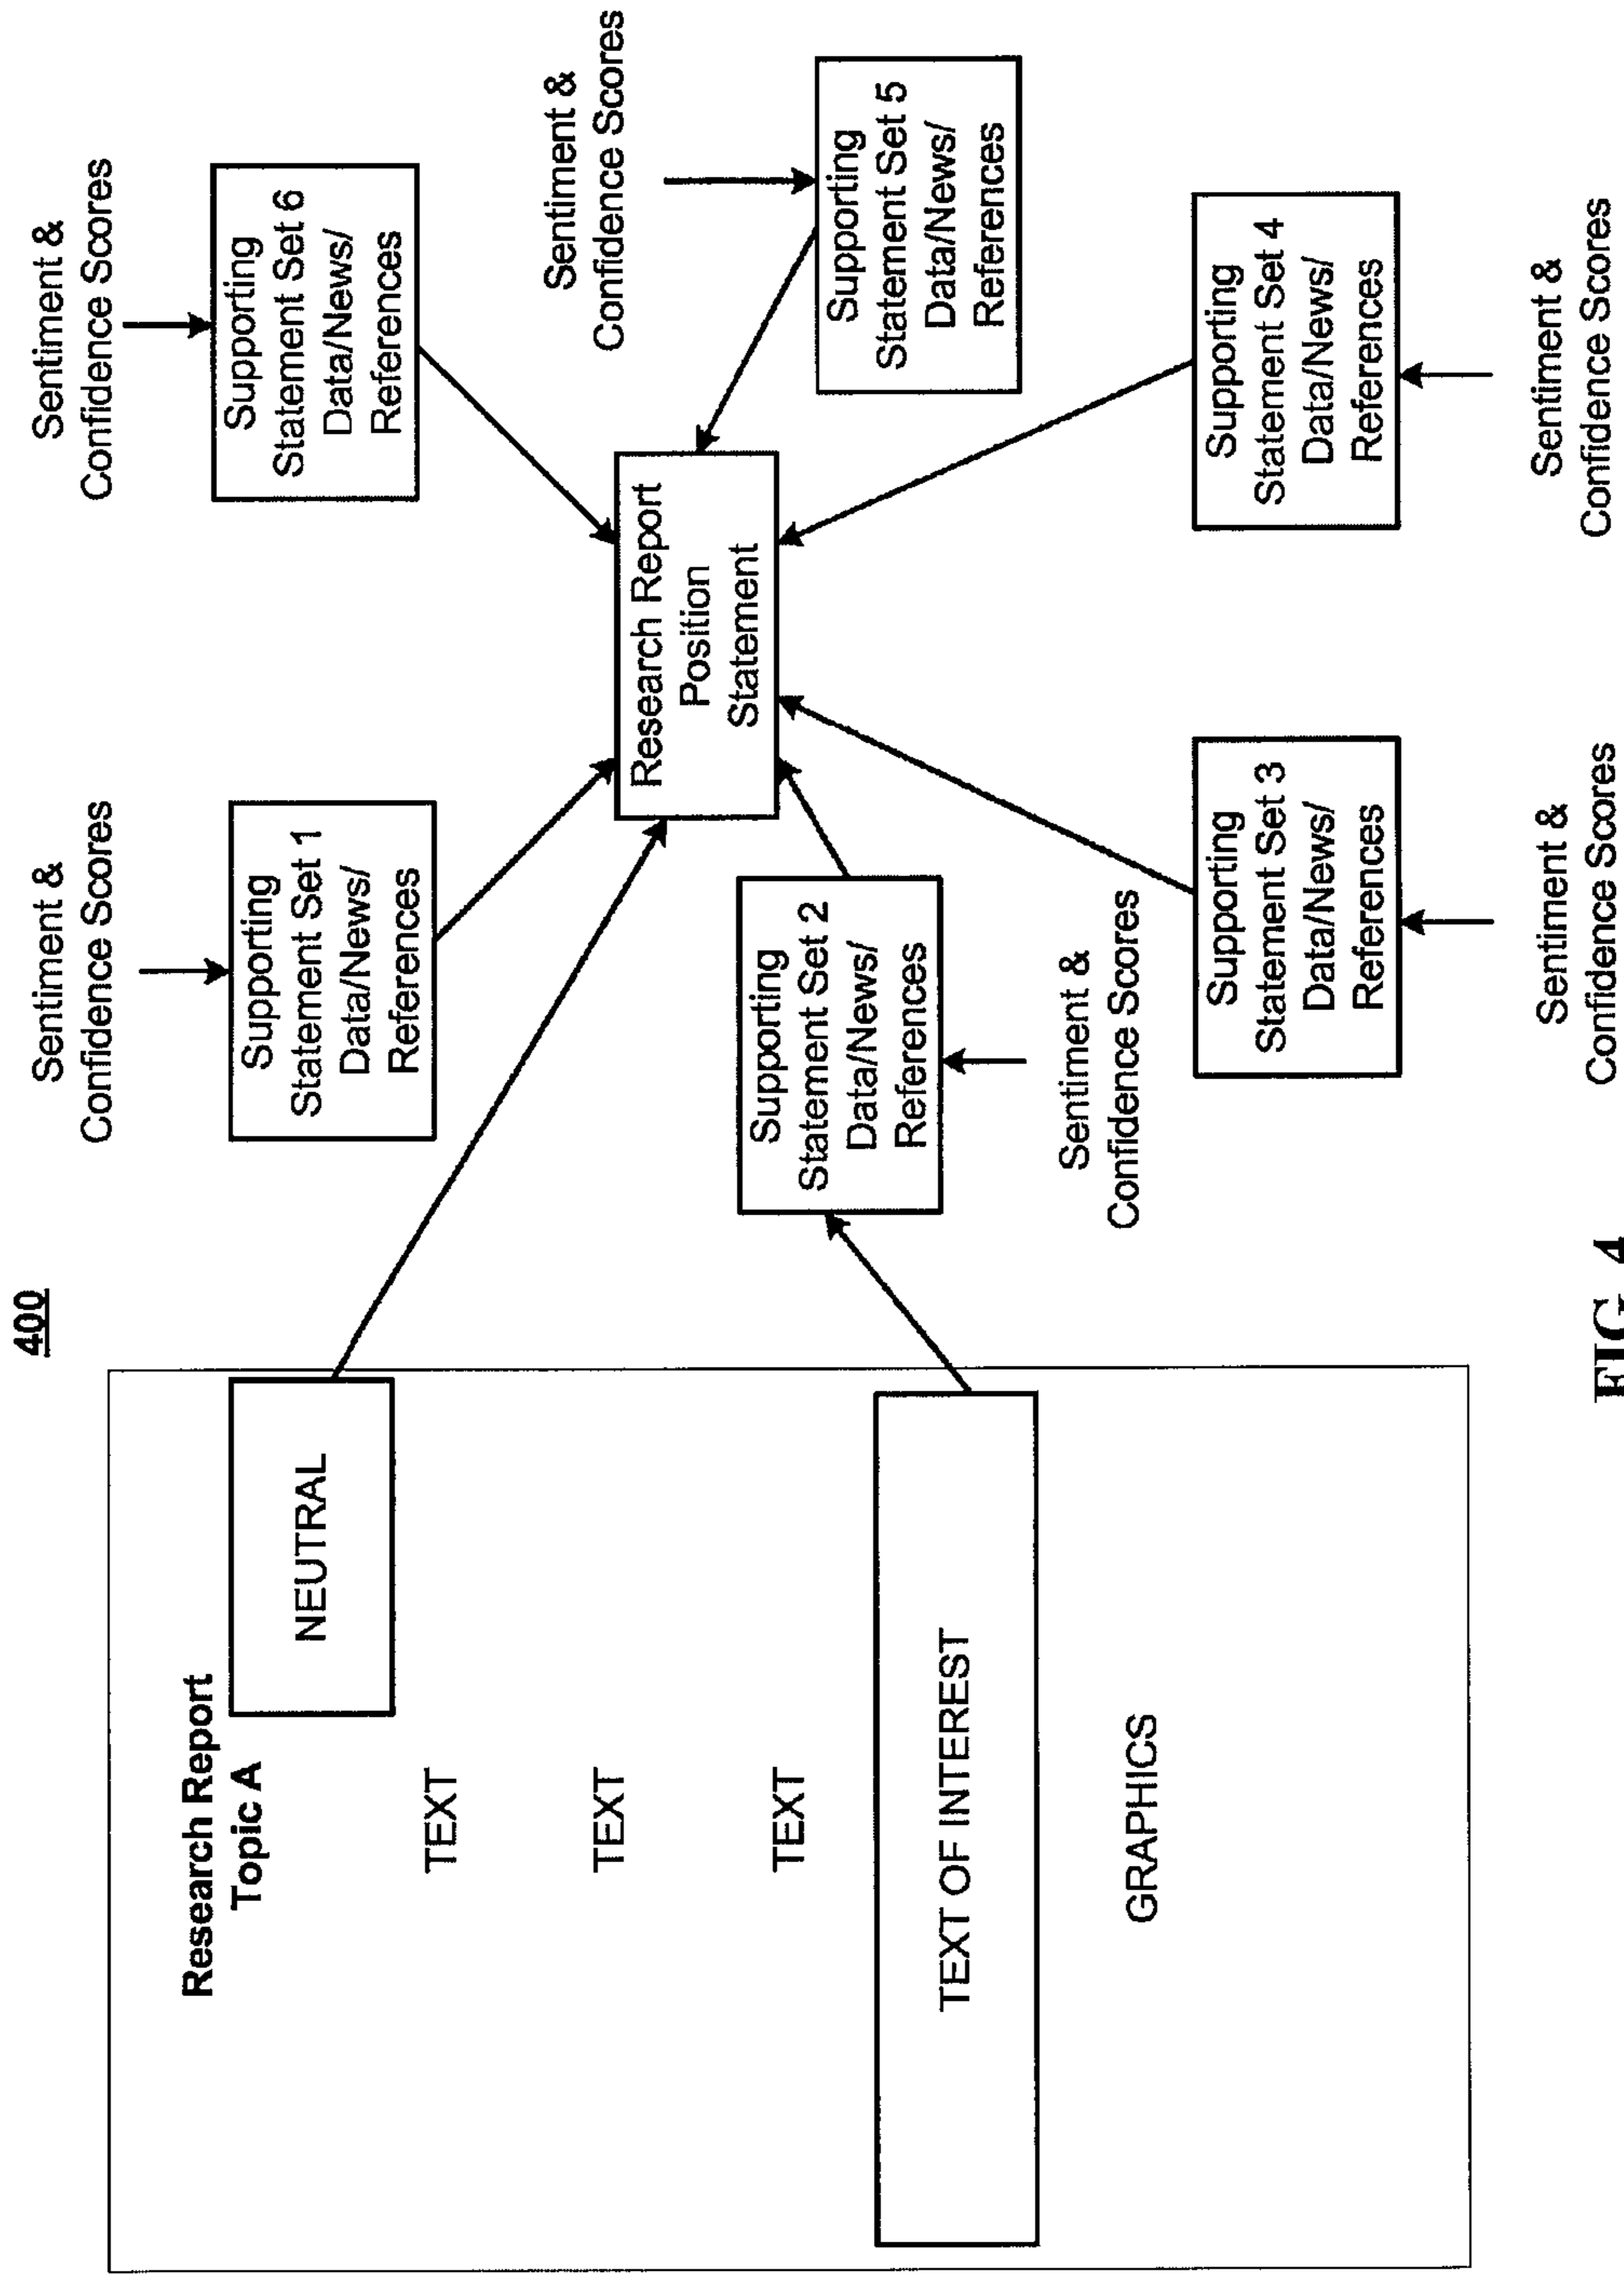 400
Research Report
Topic A
NEUTRAL
TEXT
TEXT
TEXT
TEXT OF INTEREST
GRAPHICS
Sentiment &
Confidence Scores
Supporting
Statement Set 1
Data/News/
References
Sentiment &
Confidence Scores
Supporting
Statement Set 6
Data/News/
References
Research Report
Position
Statement
Sentiment &
Confidence Scores
Supporting
Statement Set 5
Data/News/
References
Supporting
Statement Set 2
Data/News/
References
Sentiment &
Confidence Scores
Supporting
Statement Set 3
Data/News/
References
Sentiment &
Confidence Scores
Supporting
Statement Set 4
Data/News/
References
Sentiment &
Confidence Scores
FIG. 4